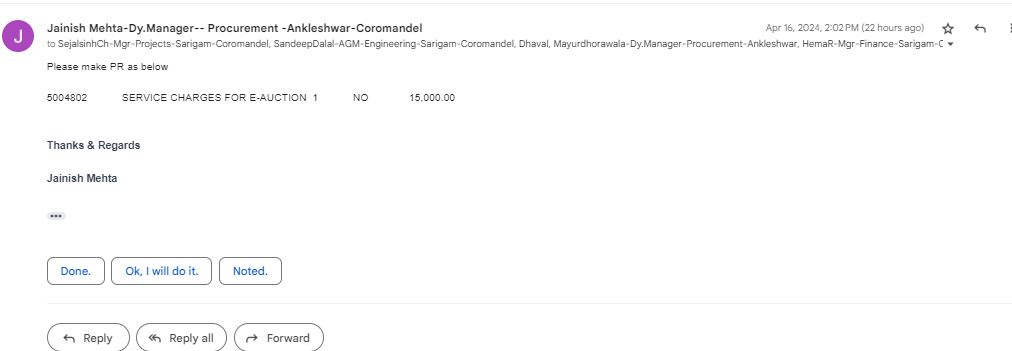 J
Jainish Mehta-Dy.Manager-- Procurement -Ankleshwar-Coromandel
Apr 16, 2024, 2:02 PM (22 hours ago)
to SejalsinhCh-Mgr-Projects-Sarigam-Coromandel, SandeepDalal-AGM-Engineering-Sarigam-Coromandel, Dhaval, Mayurdhorawala-Dy.Manager-Procurement-Ankleshwar, HemaR-Mgr-Finance-Sarigam-C
Please make PR as below
5004802 SERVICE CHARGES FOR E-AUCTION 1 NO 15,000.00
Thanks & Regards
Jainish Mehta
Done. Ok, I will do it. Noted.
Reply Reply all Forward